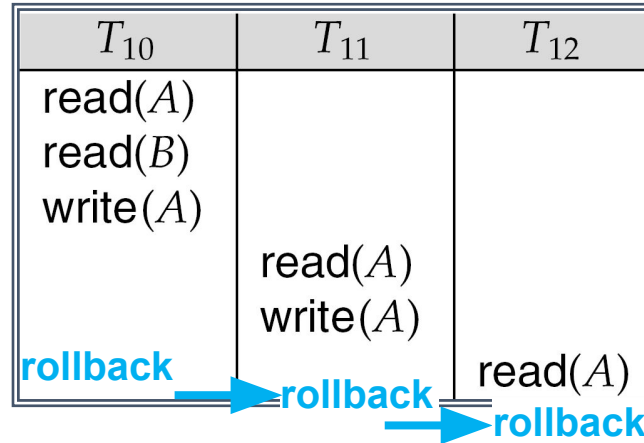 T10 T11 T12
read(A)
read(B)
write(A)
read(A)
write(A)
rollback
read(A)
rollback
rollback